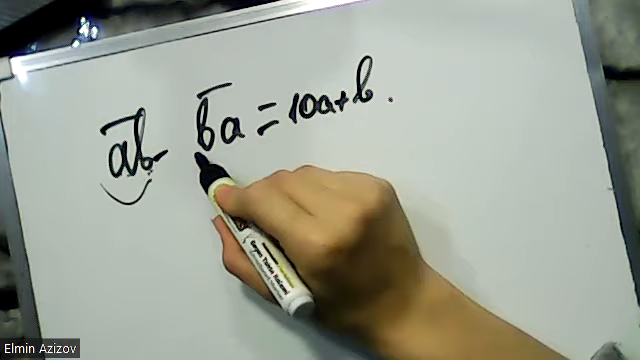 ab ba = 10a+b.
Elmin Azizov